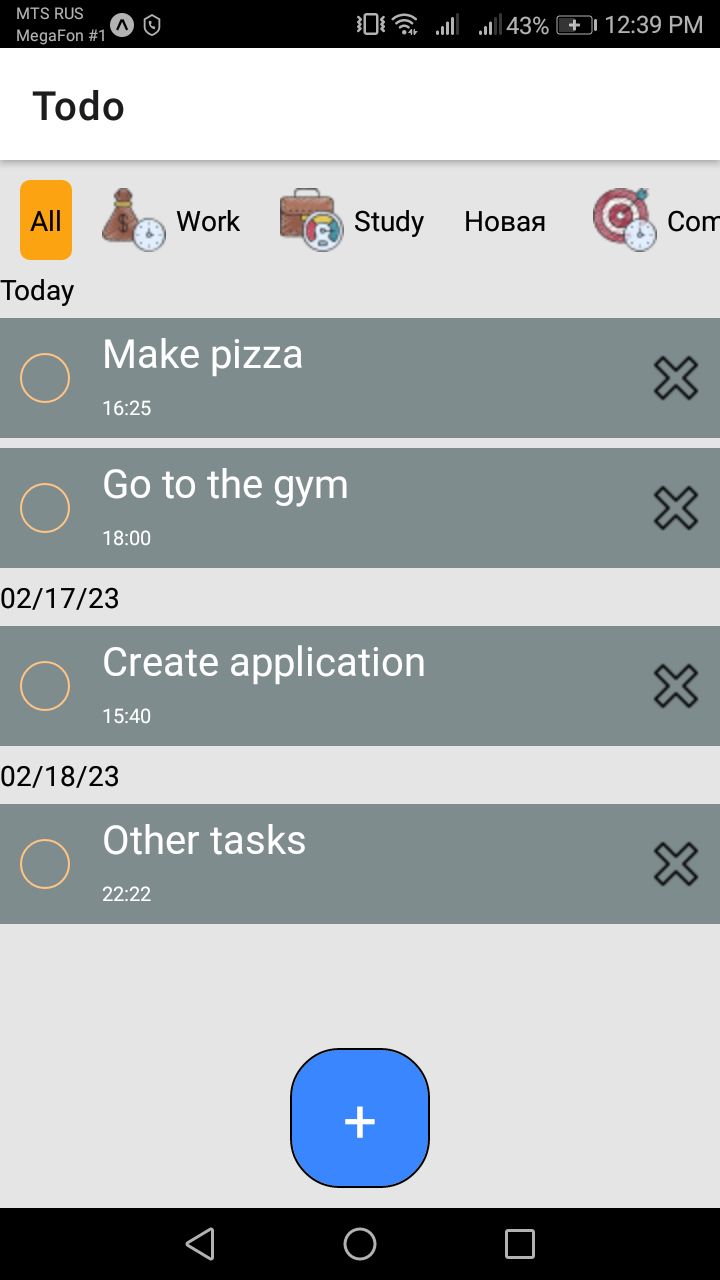 MTS RUS
MegaFon #1
43% 12:39 PM
Todo
All Work Study Новая Com
Today
Make pizza
16:25
Go to the gym
18:00
02/17/23
Create application
15:40
02/18/23
Other tasks
22:22
+